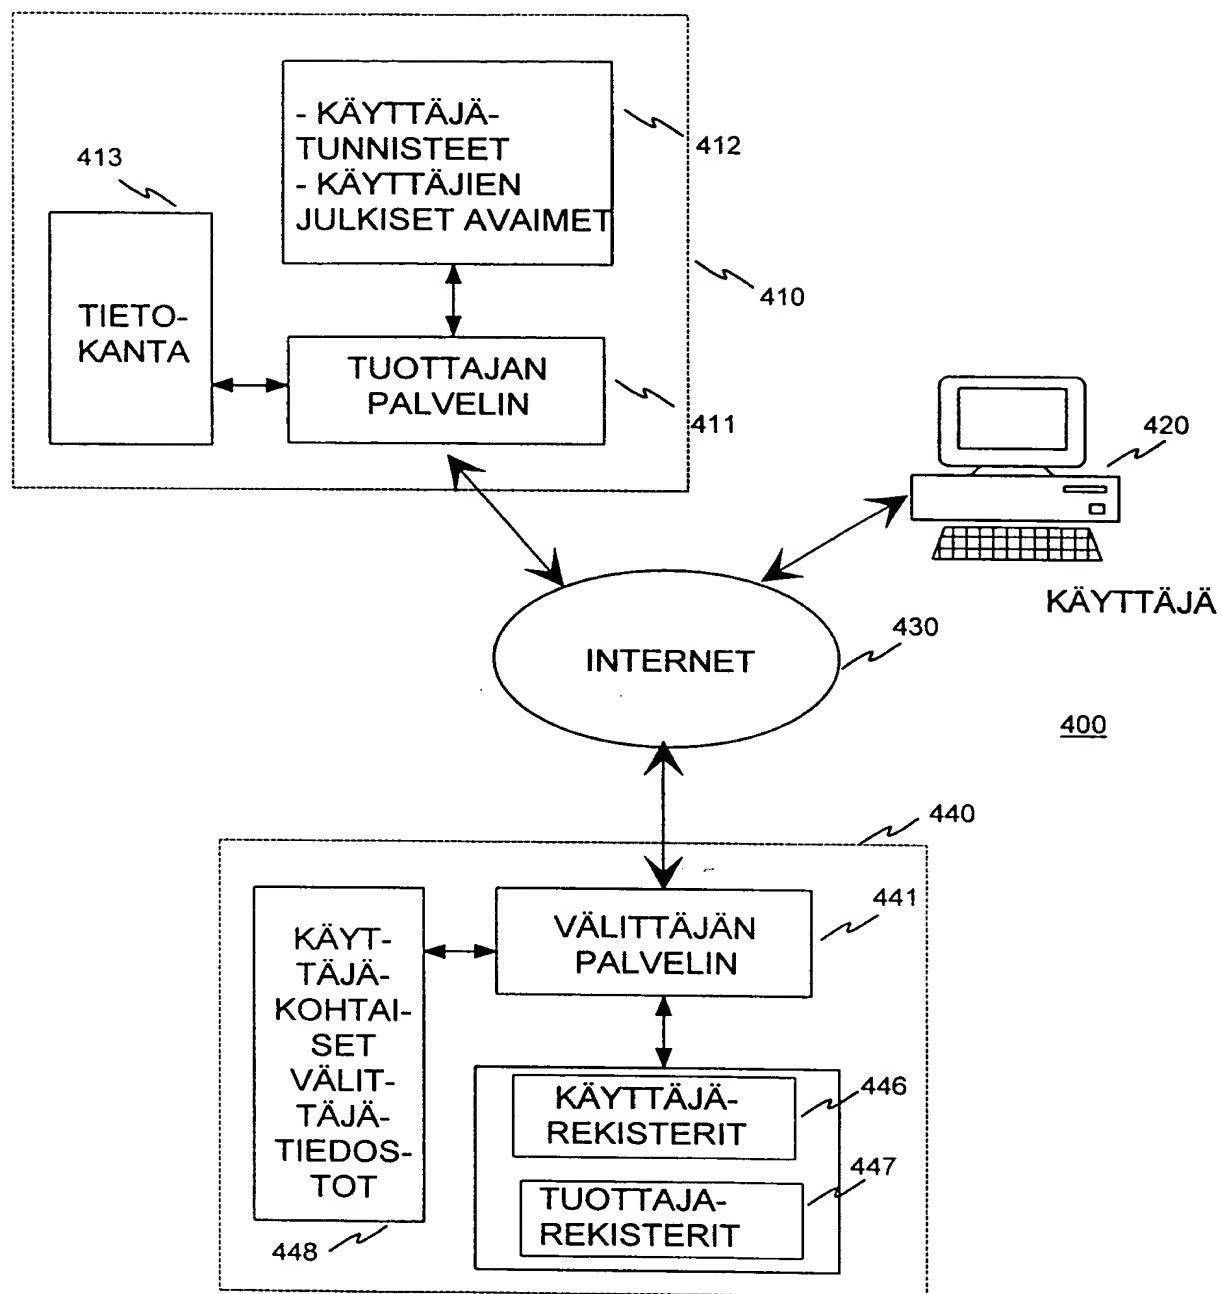 - KÄYTTÄJÄ-
TUNNISTEET
- KÄYTTÄJIEN
JULKISET AVAIMET
412
413
TIETO-
KANTA
410
TUOTTAJAN
PALVELIN
411
420
KÄYTTÄJÄ
INTERNET
430
400
440
441
VÄLITTÄJÄN
PALVELIN
KÄYT-
TÄJÄ-
KOHTAI-
SET
VÄLIT-
TÄJÄ-
TIEDOS-
TOT
448
KÄYTTÄJÄ-
REKISTERIT
446
447
TUOTTAJA-
REKISTERIT